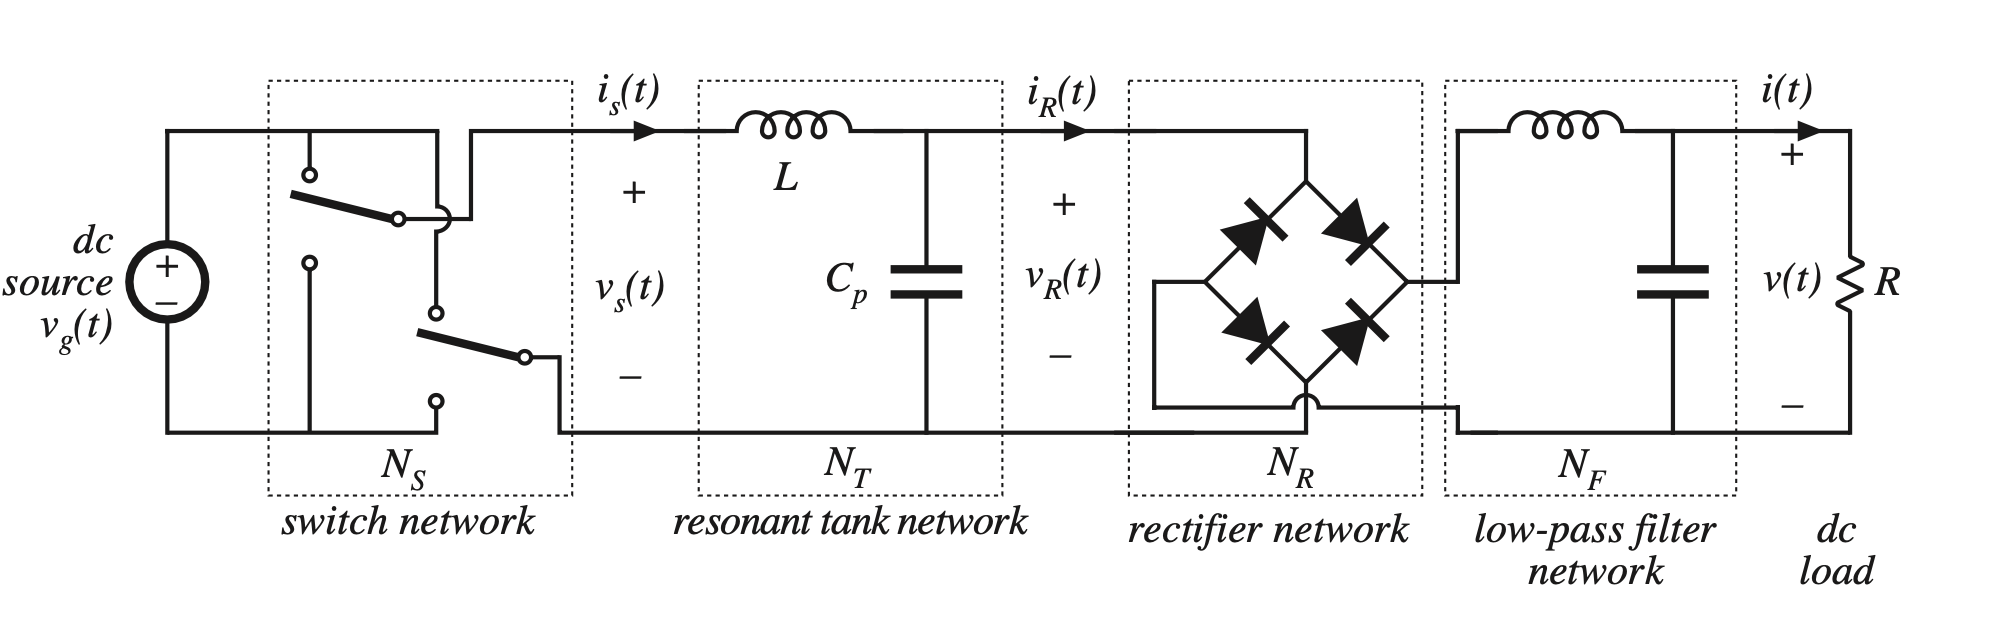 i_s(t)
i_R(t)
i(t)
L
+
+
+
dc
source
v_g(t)
+
–
v_s(t)
C_p
v_R(t)
v(t)
R
–
–
–
N_S
N_T
N_R
N_F
switch network
resonant tank network
rectifier network
low-pass filter
network
dc
load